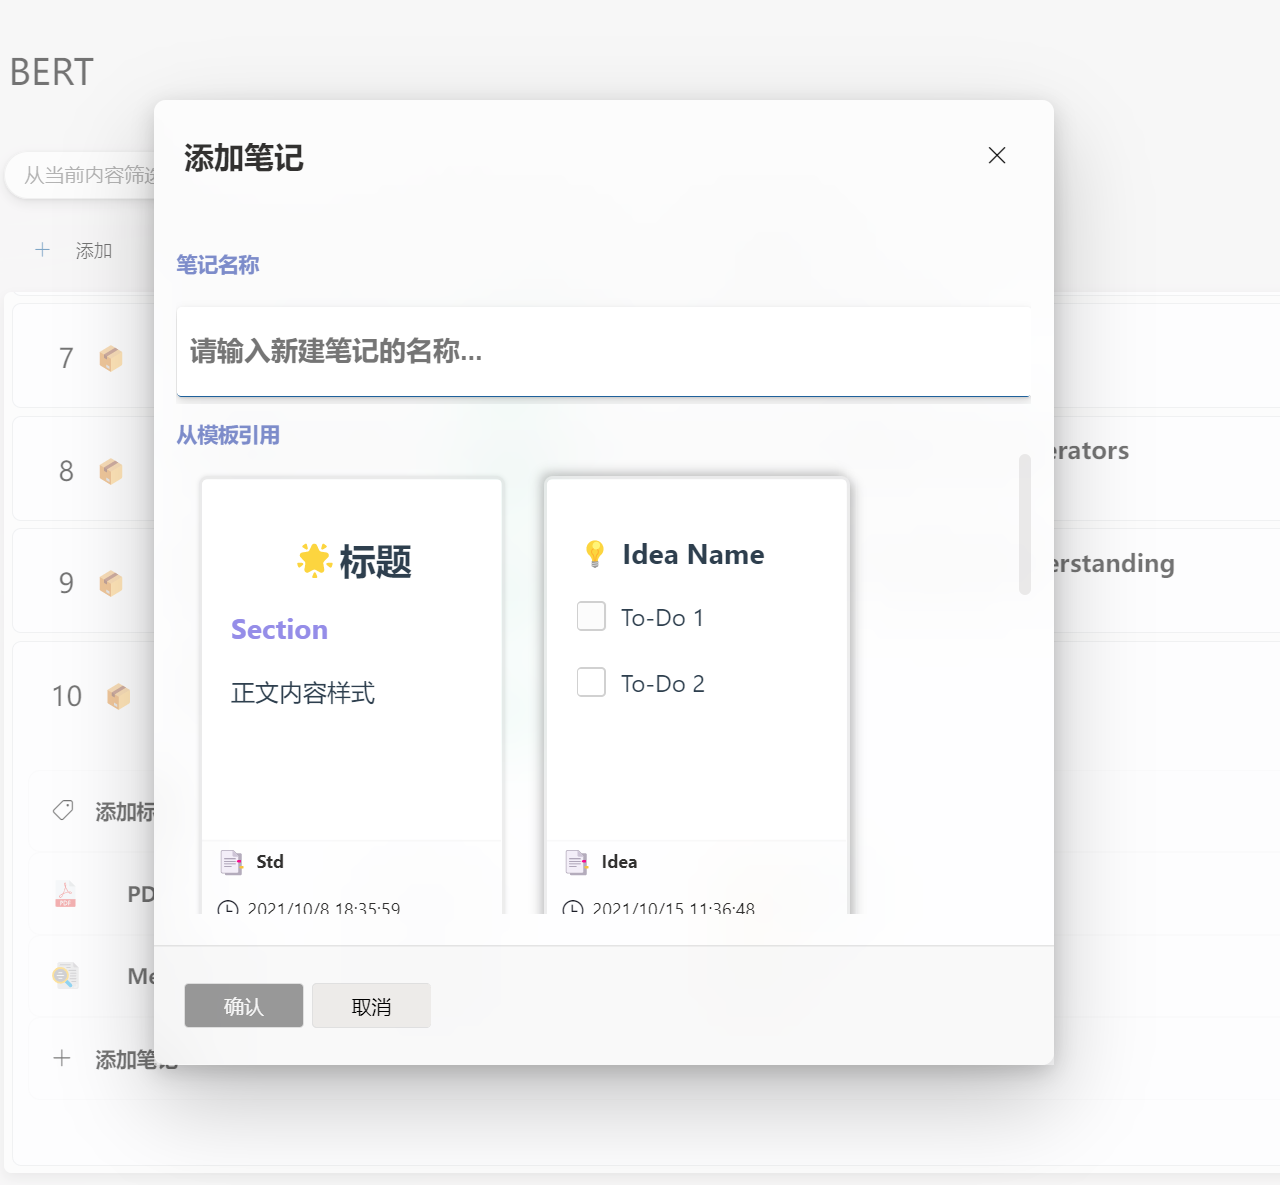 BERT
添加笔记
从当前内容筛
添加
笔记名称
请输入新建笔记的名称...
从模板引用
7
8
erators
9
erstanding
10
标题
Section
正文内容样式
Std
2021/10/8 18:35:59
Idea Name
To-Do 1
To-Do 2
Idea
2021/10/15 11:36:48
添加标
PD
PDF
Me
添加笔记
确认
取消